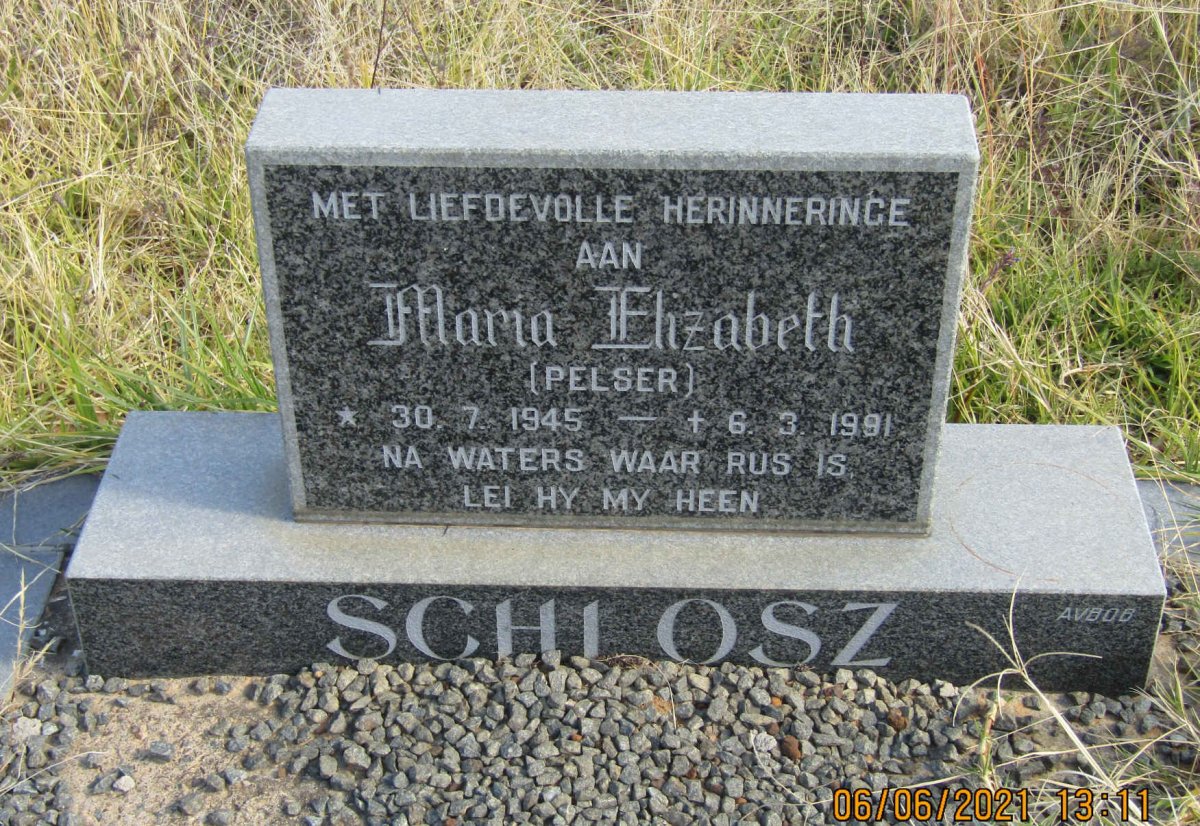 MET LIEFDEVOLLE HERINNERINGE
AAN
Maria Elizabeth
(PELSER)
* 30. 7. 1945 — + 6. 3. 1991
NA WATERS WAAR RUS IS
LEI HY MY HEEN
SCHLOSZ
AVBOB
06/06/2021 13:11